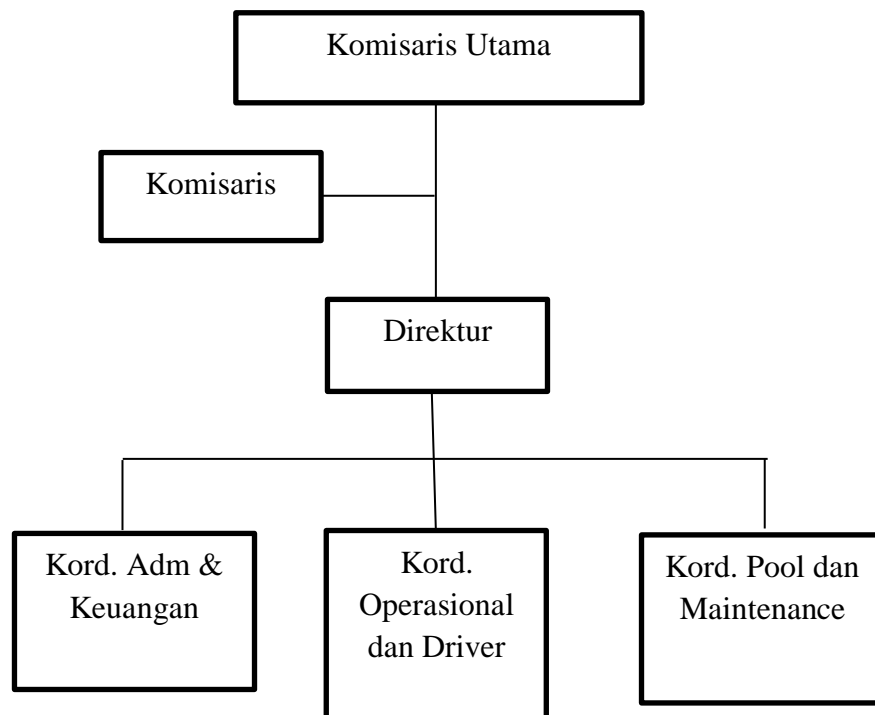 Komisaris Utama
Komisaris
Direktur
Kord. Adm &
Keuangan
Kord.
Operasional
dan Driver
Kord. Pool dan
Maintenance